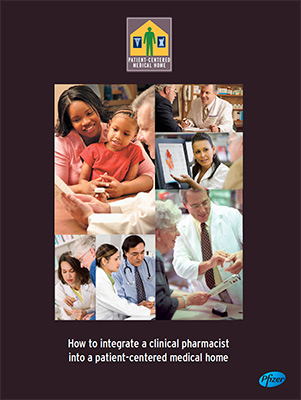 PATIENT-CENTERED
MEDICAL HOME
How to integrate a clinical pharmacist
into a patient-centered medical home
Pfizer